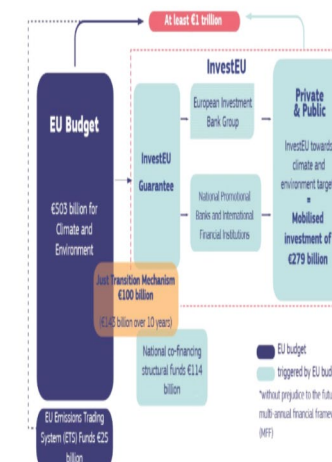 At least €1 trillion
InvestEU
EU Budget
€503 billion for
Climate and
Environment
InvestEU
Guarantee
European Investment
Bank Group
National Promotional
Banks and International
Financial Institutions
Private
& Public
InvestEU towards
climate and
environment targe
=
Mobilised
investment of
€279 billion
Just Transition Mechanism
€100 billion
(€143 billion over 10 years)
National co-financing
structural funds €114
billion
EU Emissions Trading
System (ETS) Funds €25
billion
EU budget
triggered by EU bud
*without prejudice to the futu
multi-annual financial framew
(MFF)